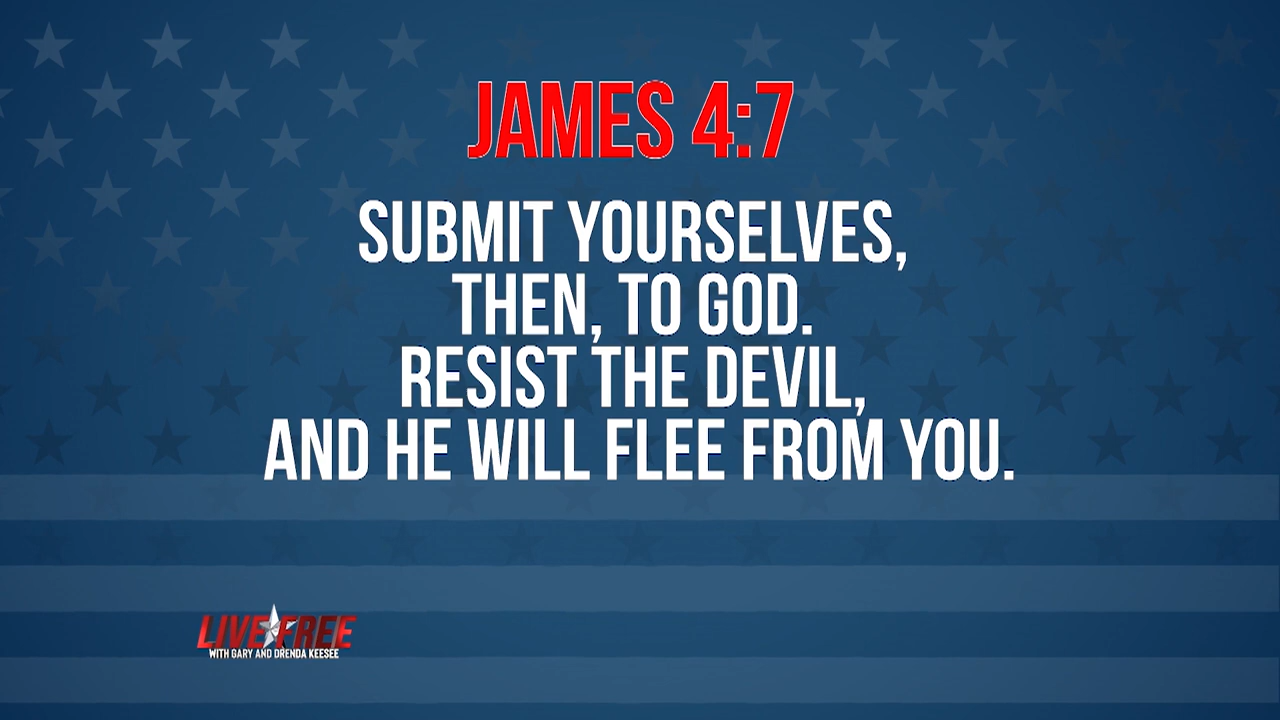 JAMES 4:7
SUBMIT YOURSELVES,
THEN, TO GOD.
RESIST THE DEVIL,
AND HE WILL FLEE FROM YOU.
LIVE FREE
WITH GARY AND DRENDA KEESEE